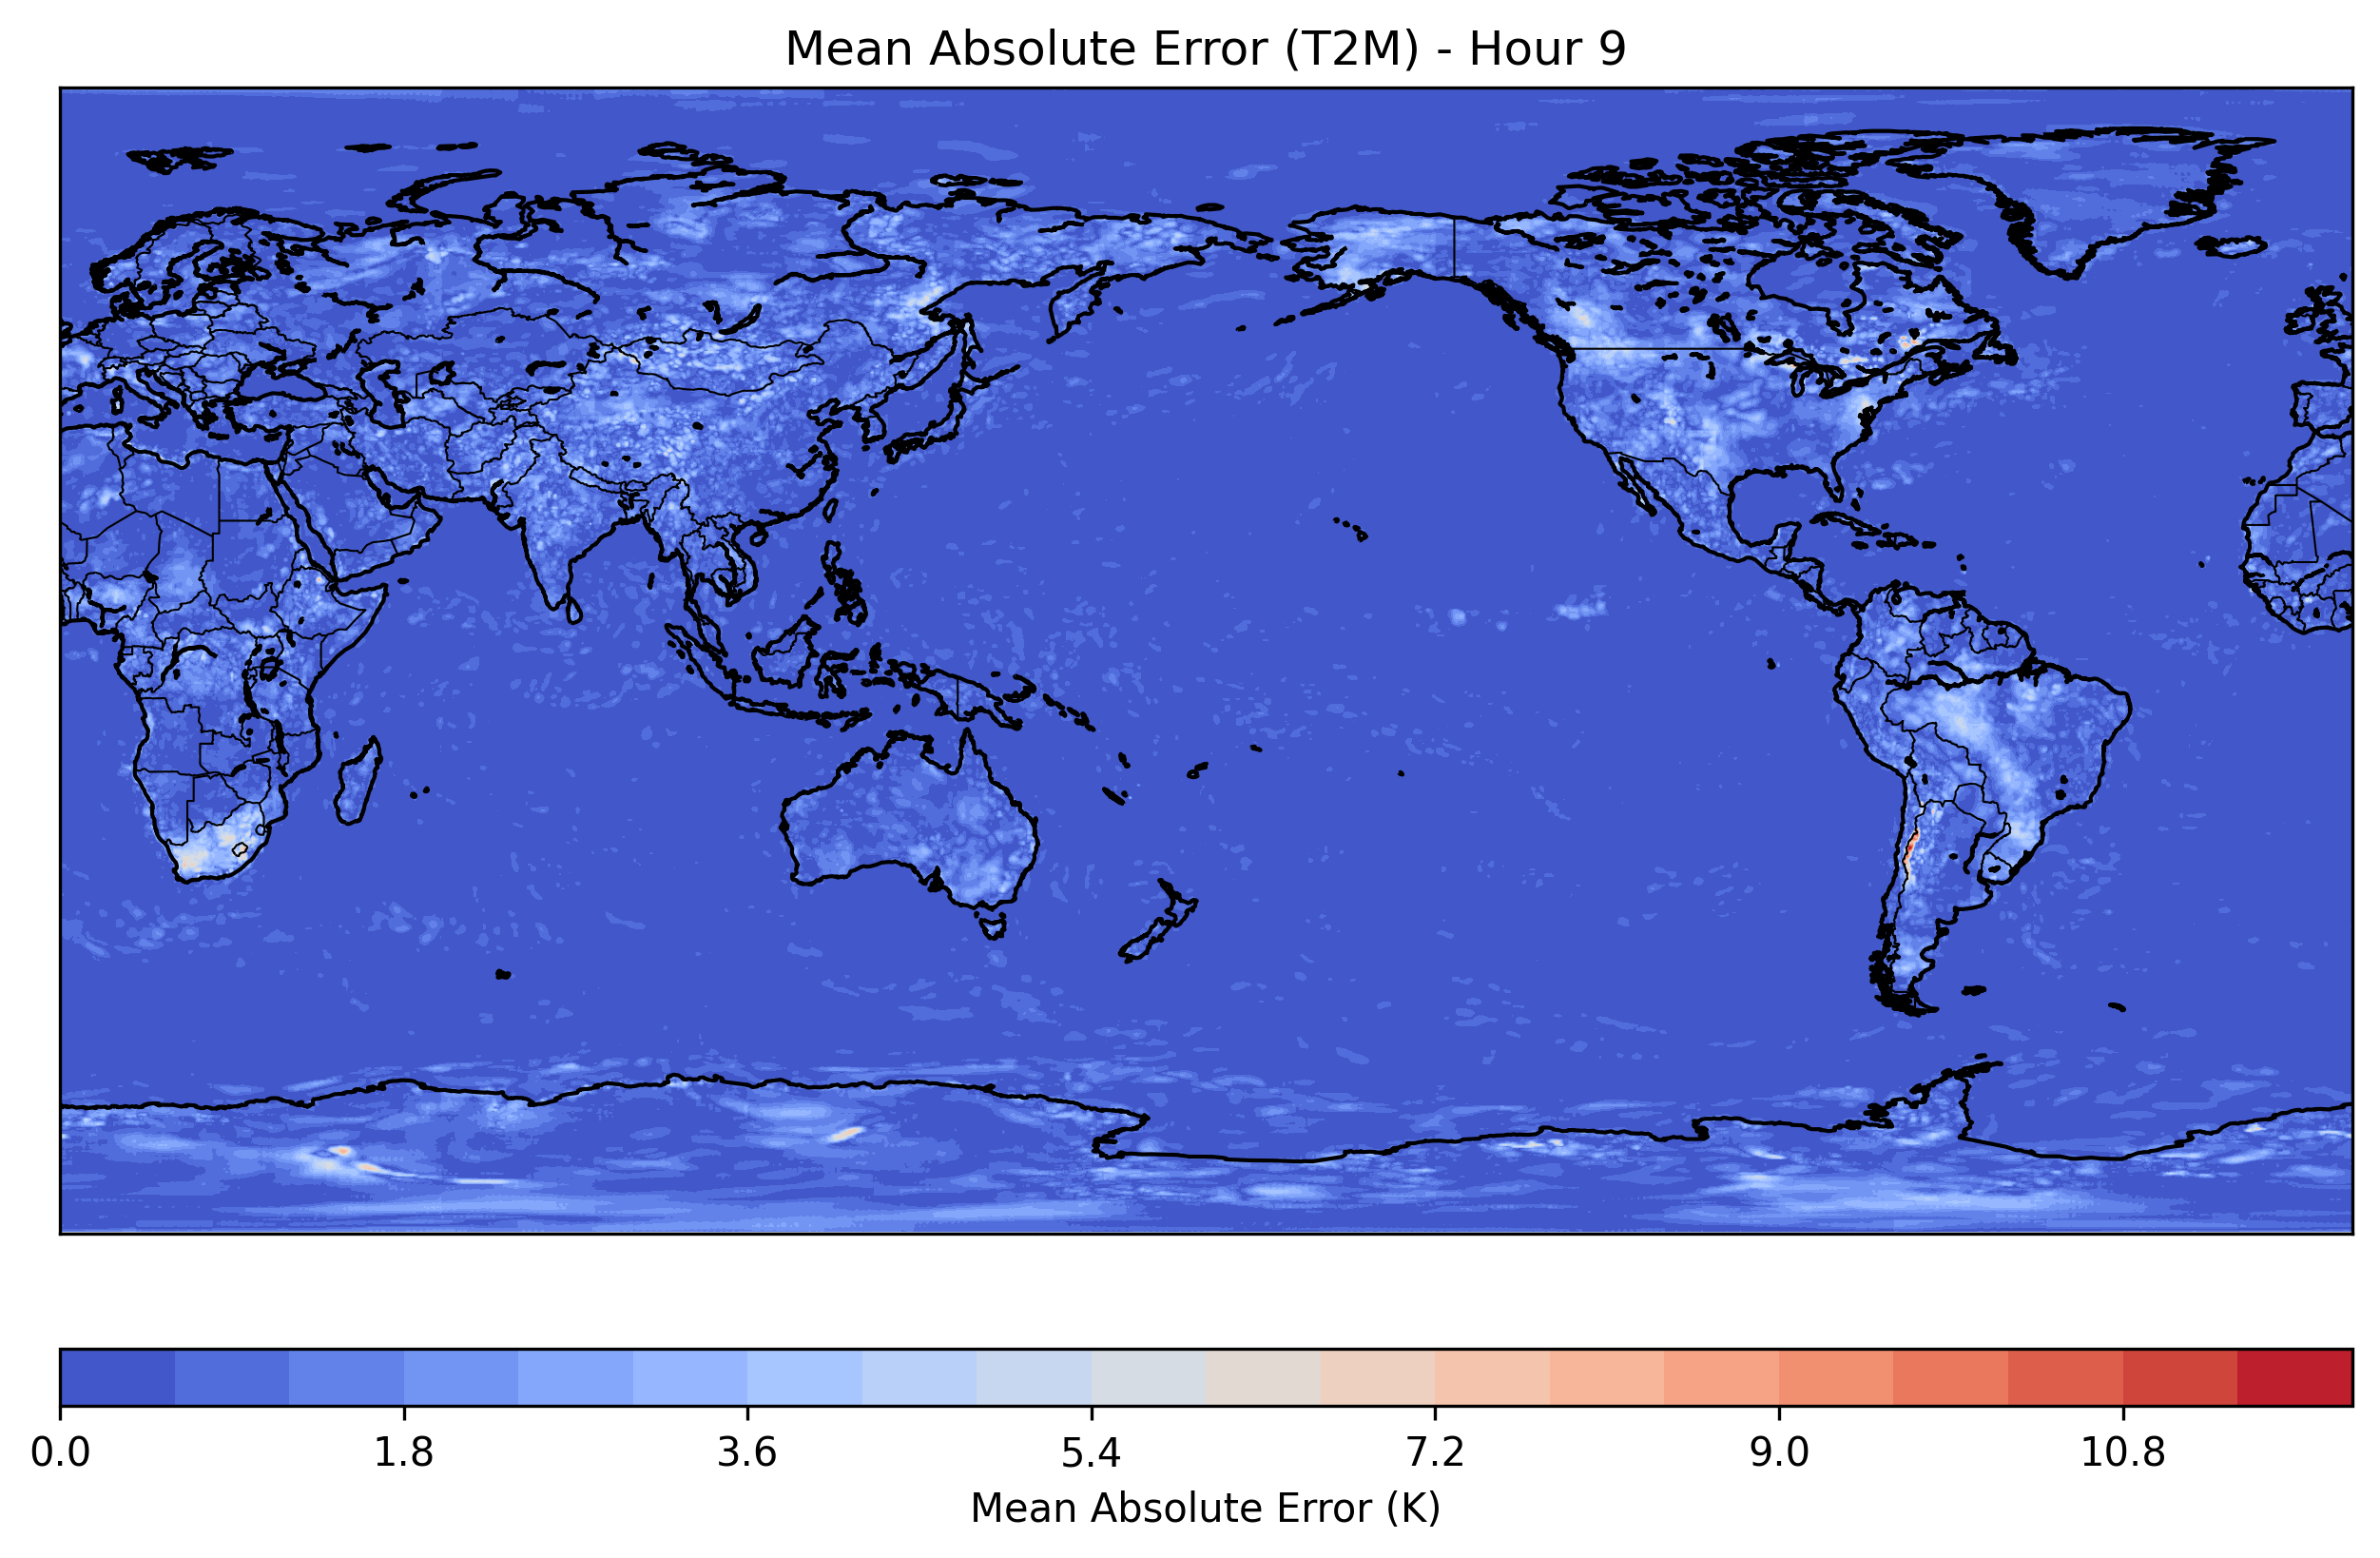 Mean Absolute Error (T2M) - Hour 9
0.0 1.8 3.6 5.4 7.2 9.0 10.8
Mean Absolute Error (K)